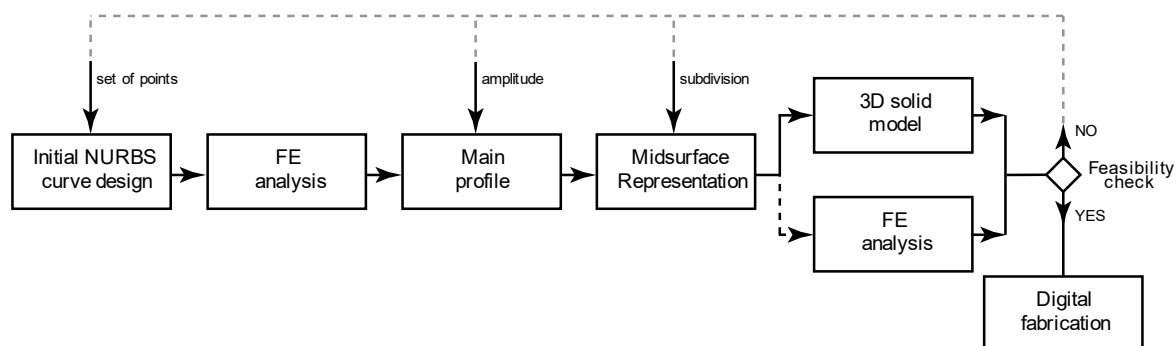 set of points
amplitude
subdivision
Initial NURBS
curve design
FE
analysis
Main
profile
Midsurface
Representation
3D solid
model
FE
analysis
NO
Feasibility
check
YES
Digital
fabrication